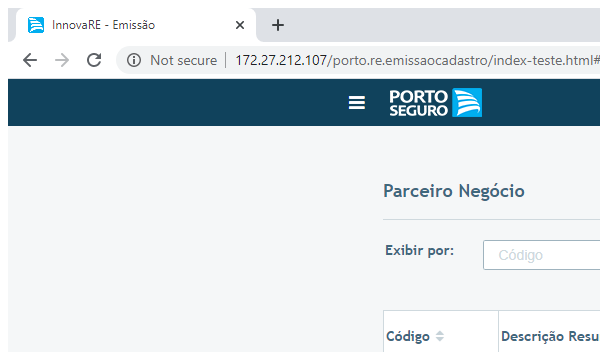 InnovaRE - Emissão
Not secure | 172.27.212.107/porto.re.emissaocadastro/index-teste.html#
PORTO
SEGURO
Parceiro Negócio
Exibir por:
Código
Código
Descrição Resu